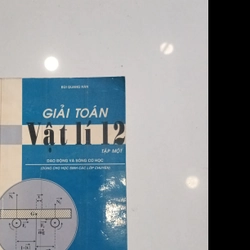 BÙI QUANG HÂN
GIẢI TOÁN
Vật lí 12
TẬP MỘT
DAO ĐỘNG VÀ SÓNG CƠ HỌC
(DÙNG CHO HỌC SINH CÁC LỚP CHUYÊN)